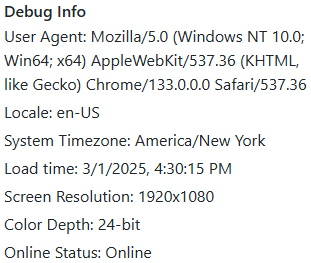 Debug Info
User Agent: Mozilla/5.0 (Windows NT 10.0;
Win64; x64) AppleWebKit/537.36 (KHTML,
like Gecko) Chrome/133.0.0.0 Safari/537.36
Locale: en-US
System Timezone: America/New York
Load time: 3/1/2025, 4:30:15 PM
Screen Resolution: 1920x1080
Color Depth: 24-bit
Online Status: Online